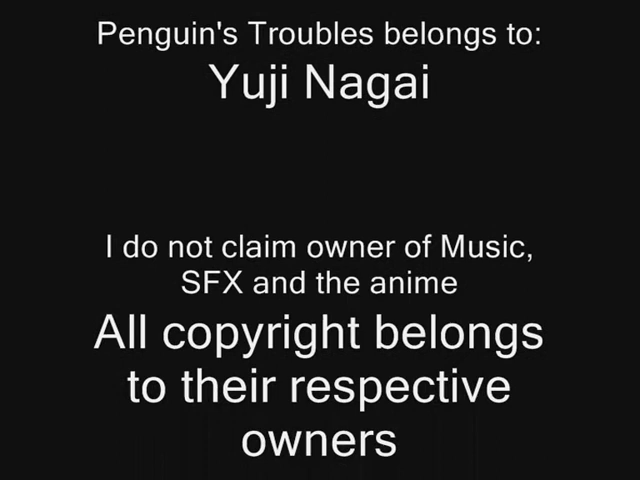 Penguin's Troubles belongs to:
Yuji Nagai
I do not claim owner of Music,
SFX and the anime
All copyright belongs
to their respective
owners